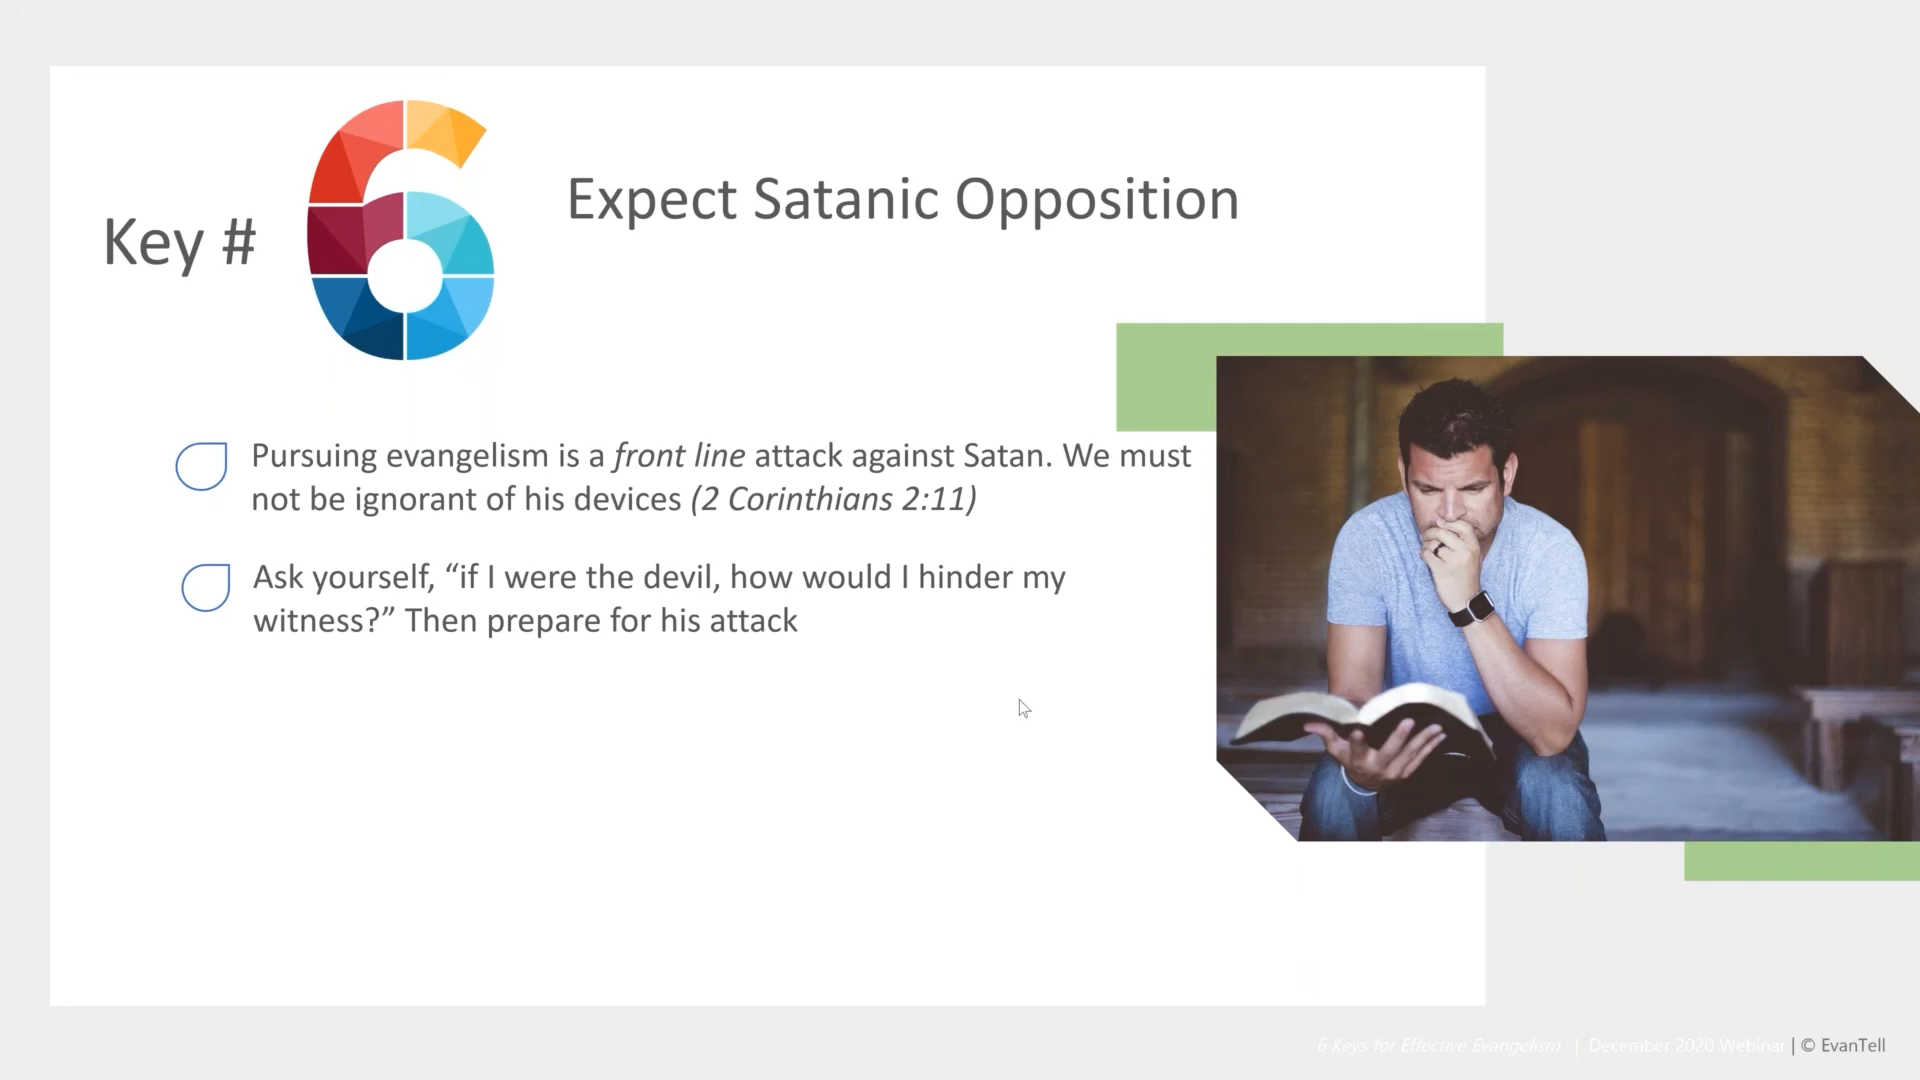 Key # 6
Expect Satanic Opposition
Pursuing evangelism is a front line attack against Satan. We must
not be ignorant of his devices (2 Corinthians 2:11)
Ask yourself, “if I were the devil, how would I hinder my
witness?” Then prepare for his attack
6 Keys for Effective Evangelism | December 2020 Webinar | © EvanTell